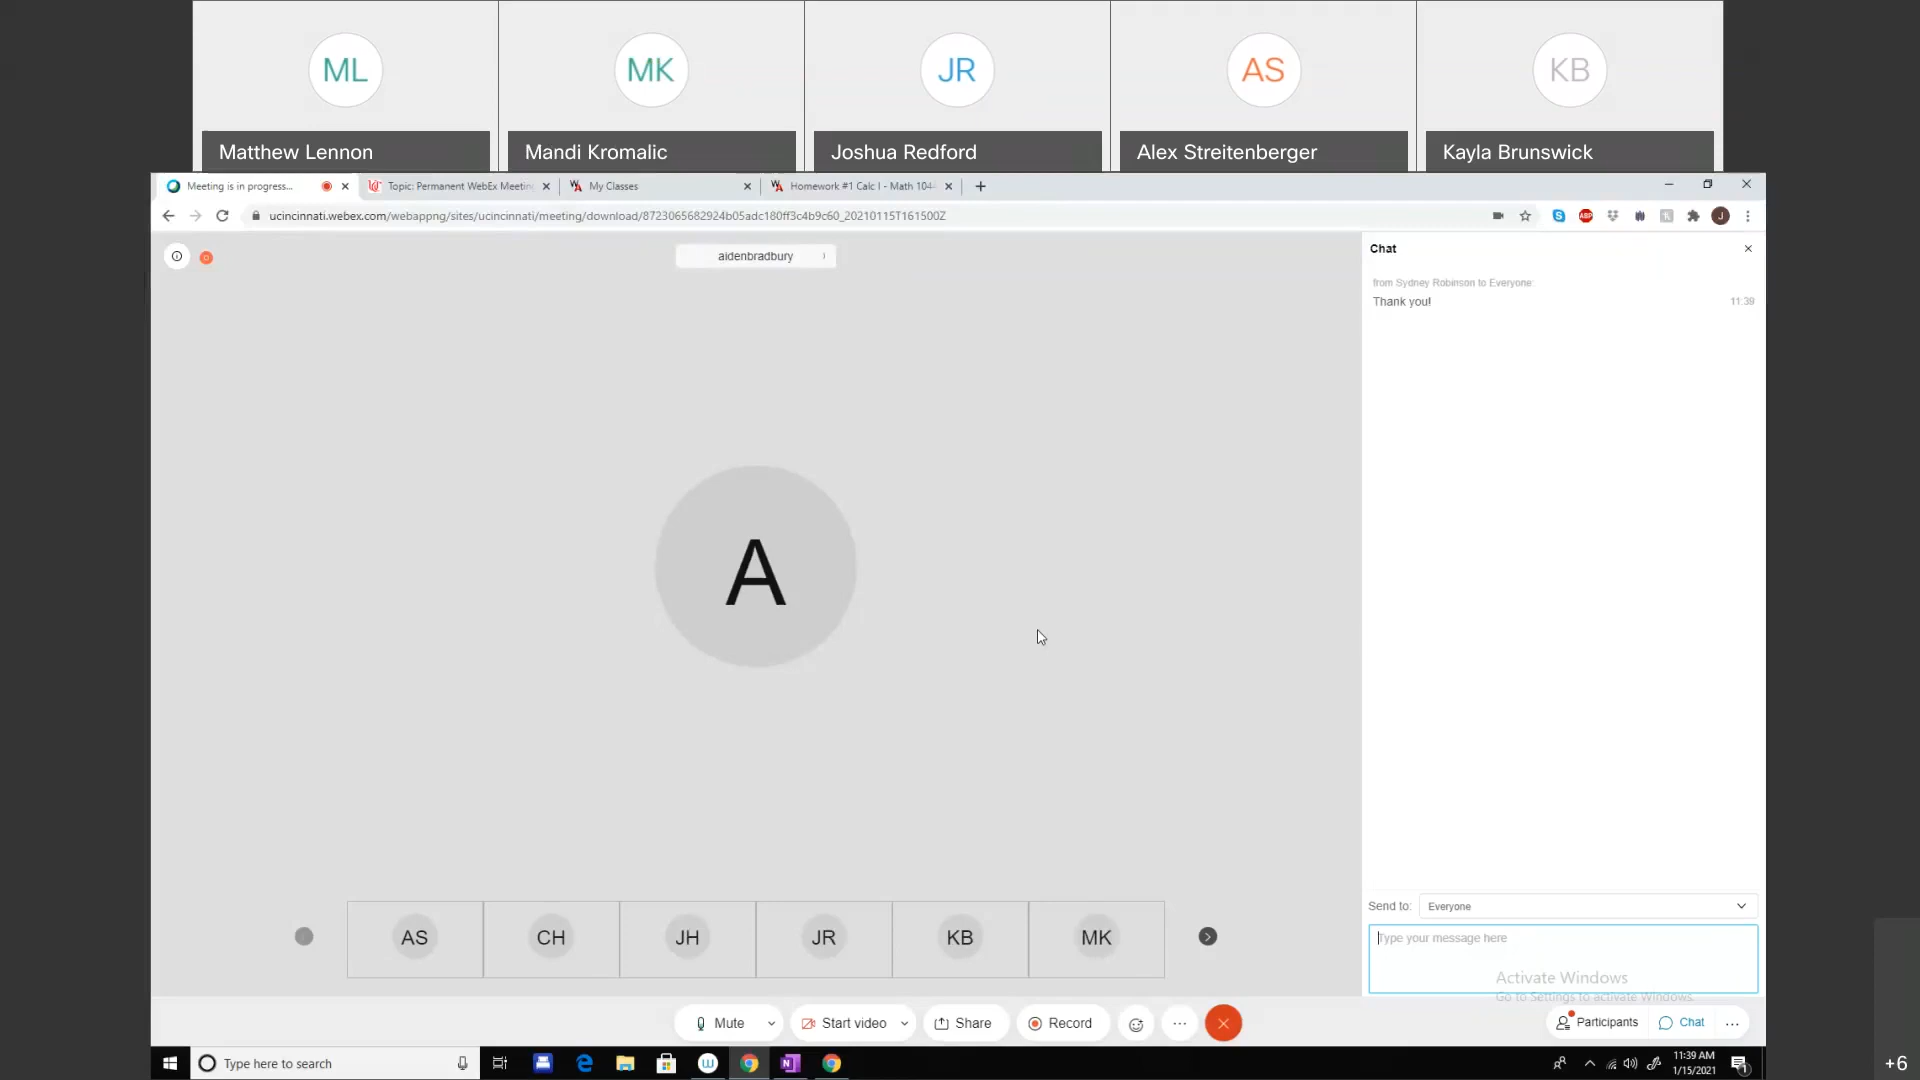 ML
MK
JR
AS
KB
Matthew Lennon
Mandi Kromalic
Joshua Redford
Alex Streitenberger
Kayla Brunswick
Meeting is in progress...
Topic: Permanent WebEx Meetin
My Classes
Homework #1 Calc I - Math 104
ucincinnati.webex.com/webappng/sites/ucincinnati/meeting/download/8723065682924b05adc180ff3c4b9c60_20210115T161500Z
ABP
J
aidenbradbury
Chat
from Sydney Robinson to Everyone:
Thank you!
11:39
A
AS
CH
JH
JR
KB
MK
Send to:
Everyone
Type your message here
Activate Windows
Go to Settings to activate Windows.
Mute
Start video
Share
Record
Participants
Chat
Type here to search
11:39 AM
1/15/2021
+6